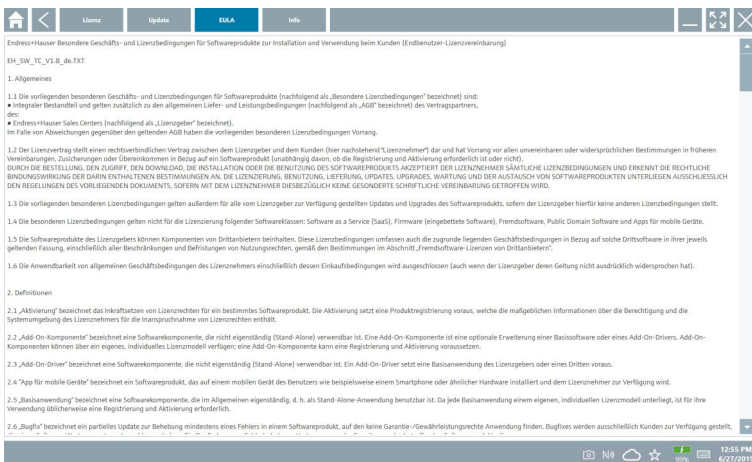 Lizenz
Update
EULA
Info
Endress+Hauser Besondere Geschäfts- und Lizenzbedingungen für Softwareprodukte zur Installation und Verwendung beim Kunden (Endbenutzer-Lizenzvereinbarung)
EH_SW_TC_V1.8_de.TXT
1. Allgemeines
1.1 Die vorliegenden besonderen Geschäfts- und Lizenzbedingungen für Softwareprodukte (nachfolgend als „Besondere Lizenzbedingungen" bezeichnet) sind:
▪ Integraler Bestandteil und gelten zusätzlich zu den allgemeinen Liefer- und Leistungsbedingungen (nachfolgend als „AGB" bezeichnet) des Vertragspartners,
des:
▪ Endress+Hauser Sales Centers (nachfolgend als „Lizenzgeber" bezeichnet).
Im Falle von Abweichungen gegenüber den geltenden AGB haben die vorliegenden besonderen Lizenzbedingungen Vorrang.
1.2 Der Lizenzvertrag stellt einen rechtsverbindlichen Vertrag zwischen dem Lizenzgeber und dem Kunden (hier nachstehend "Lizenznehmer") dar und hat Vorrang vor allen unvereinbaren oder widersprüchlichen Bestimmungen in früheren
Vereinbarungen, Zusicherungen oder Übereinkommen in Bezug auf ein Softwareprodukt (unabhängig davon, ob die Registrierung und Aktivierung erforderlich ist oder nicht).
DURCH DIE BESTELLUNG, DEN ZUGRIFF, DEN DOWNLOAD, DIE INSTALLATION ODER DIE BENUTZUNG DES SOFTWAREPRODUKTS AKZEPTIERT DER LIZENZNEHMER SÄMTLICHE LIZENZBEDINGUNGEN UND ERKENNT DIE RECHTLICHE
BINDUNGSWIRKUNG DER DARIN ENTHALTENEN BESTIMMUNGEN AN. DIE LIZENZIERUNG, BENUTZUNG, LIEFERUNG, UPDATES, UPGRADES, WARTUNG UND DER AUSTAUSCH VON SOFTWAREPRODUKTEN UNTERLIEGEN AUSSCHLIESSLICH
DEN REGELUNGEN DES VORLIEGENDEN DOKUMENTS, SOFERN MIT DEM LIZENZNEHMER DIESBEZÜGLICH KEINE GESONDERTE SCHRIFTLICHE VEREINBARUNG GETROFFEN WIRD.
1.3 Die vorliegenden besonderen Lizenzbedingungen gelten außerdem für alle vom Lizenzgeber zur Verfügung gestellten Updates und Upgrades des Softwareprodukts, sofern der Lizenzgeber hierfür keine anderen Lizenzbedingungen stellt.
1.4 Die besonderen Lizenzbedingungen gelten nicht für die Lizenzierung folgender Softwareklassen: Software as a Service (SaaS), Firmware (eingebettete Software), Fremdsoftware, Public Domain Software und Apps für mobile Geräte.
1.5 Die Softwareprodukte des Lizenzgebers können Komponenten von Drittanbietern beinhalten. Diese Lizenzbedingungen umfassen auch die zugrunde liegenden Geschäftsbedingungen in Bezug auf solche Drittsoftware in ihrer jeweils
geltenden Fassung, einschließlich aller Beschränkungen und Befristungen von Nutzungsrechten, gemäß den Bestimmungen im Abschnitt „Fremdsoftware-Lizenzen von Drittanbietern".
1.6 Die Anwendbarkeit von allgemeinen Geschäftsbedingungen des Lizenznehmers einschließlich dessen Einkaufsbedingungen wird ausgeschlossen (auch wenn der Lizenzgeber deren Geltung nicht ausdrücklich widersprochen hat).
2. Definitionen
2.1 „Aktivierung" bezeichnet das Inkraftsetzen von Lizenzrechten für ein bestimmtes Softwareprodukt. Die Aktivierung setzt eine Produktregistrierung voraus, welche die maßgeblichen Informationen über die Berechtigung und die
Systemumgebung des Lizenznehmers für die Inanspruchnahme von Lizenzrechten enthält.
2.2 „Add-On-Komponente" bezeichnet eine Softwarekomponente, die nicht eigenständig (Stand-Alone) verwendbar ist. Eine Add-On-Komponente ist eine optionale Erweiterung einer Basissoftware oder eines Add-On-Drivers. Add-On-
Komponenten können über ein eigenes, individuelles Lizenzmodell verfügen; eine Add-On-Komponente kann eine Registrierung und Aktivierung voraussetzen.
2.3 „Add-On-Driver" bezeichnet eine Softwarekomponente, die nicht eigenständig (Stand-Alone) verwendbar ist. Ein Add-On-Driver setzt eine Basisanwendung des Lizenzgebers oder eines Dritten voraus.
2.4 "App für mobile Geräte" bezeichnet ein Softwareprodukt, das auf einem mobilen Gerät des Benutzers wie beispielsweise einem Smartphone oder ähnlicher Hardware installiert und dem Lizenznehmer zur Verfügung wird.
2.5 „Basisanwendung" bezeichnet eine Softwarekomponente, die im Allgemeinen eigenständig, d. h. als Stand-Alone-Anwendung benutzbar ist. Da jede Basisanwendung einem eigenen, individuellen Lizenzmodell unterliegt, ist für ihre
Verwendung üblicherweise eine Registrierung und Aktivierung erforderlich.
2.6 „Bugfix" bezeichnet ein partielles Update zur Behebung mindestens eines Fehlers in einem Softwareprodukt, auf den keine Garantie-/Gewährleistungsrechte Anwendung finden. Bugfixes werden ausschließlich Kunden zur Verfügung gestellt,
99%
12:55 PM